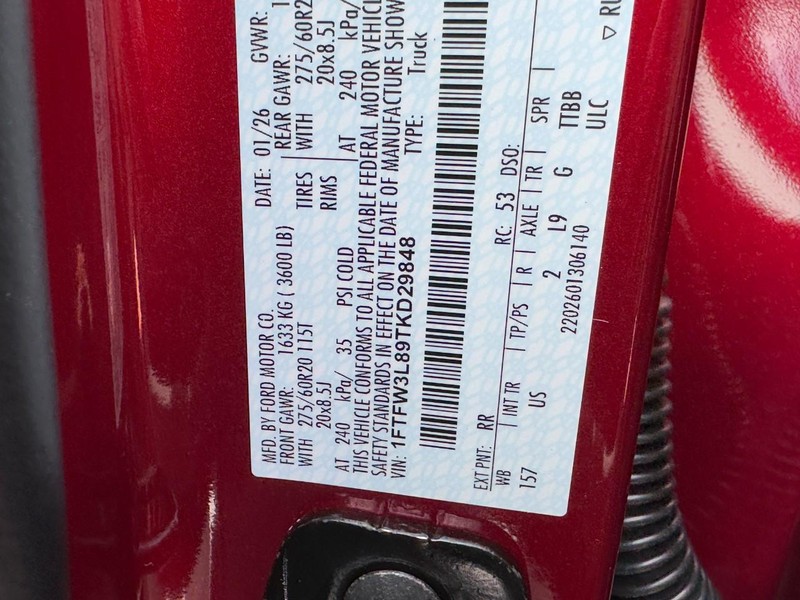 MFD. BY FORD MOTOR CO.
DATE: 01/26 GVWR:
FRONT GAWR: 1633 KG ( 3600 LB) REAR GAWR:
WITH 275/60R20 115T TIRES WITH 275/60R2
20x8.5J RIMS 20x8.5J
AT 240 kPa/ 35 PSI COLD AT 240 kPa/
THIS VEHICLE CONFORMS TO ALL APPLICABLE FEDERAL MOTOR VEHIC
SAFETY STANDARDS IN EFFECT ON THE DATE OF MANUFACTURE SHOW
VIN: 1FTFW3L89TKD29848 TYPE: Truck
EXT PNT: RR RC: 53 DSO:
WB INT TR TP/PS R AXLE TR SPR
157 US 2 L9 G TTBB
2202601306140 ULC
▽ RU